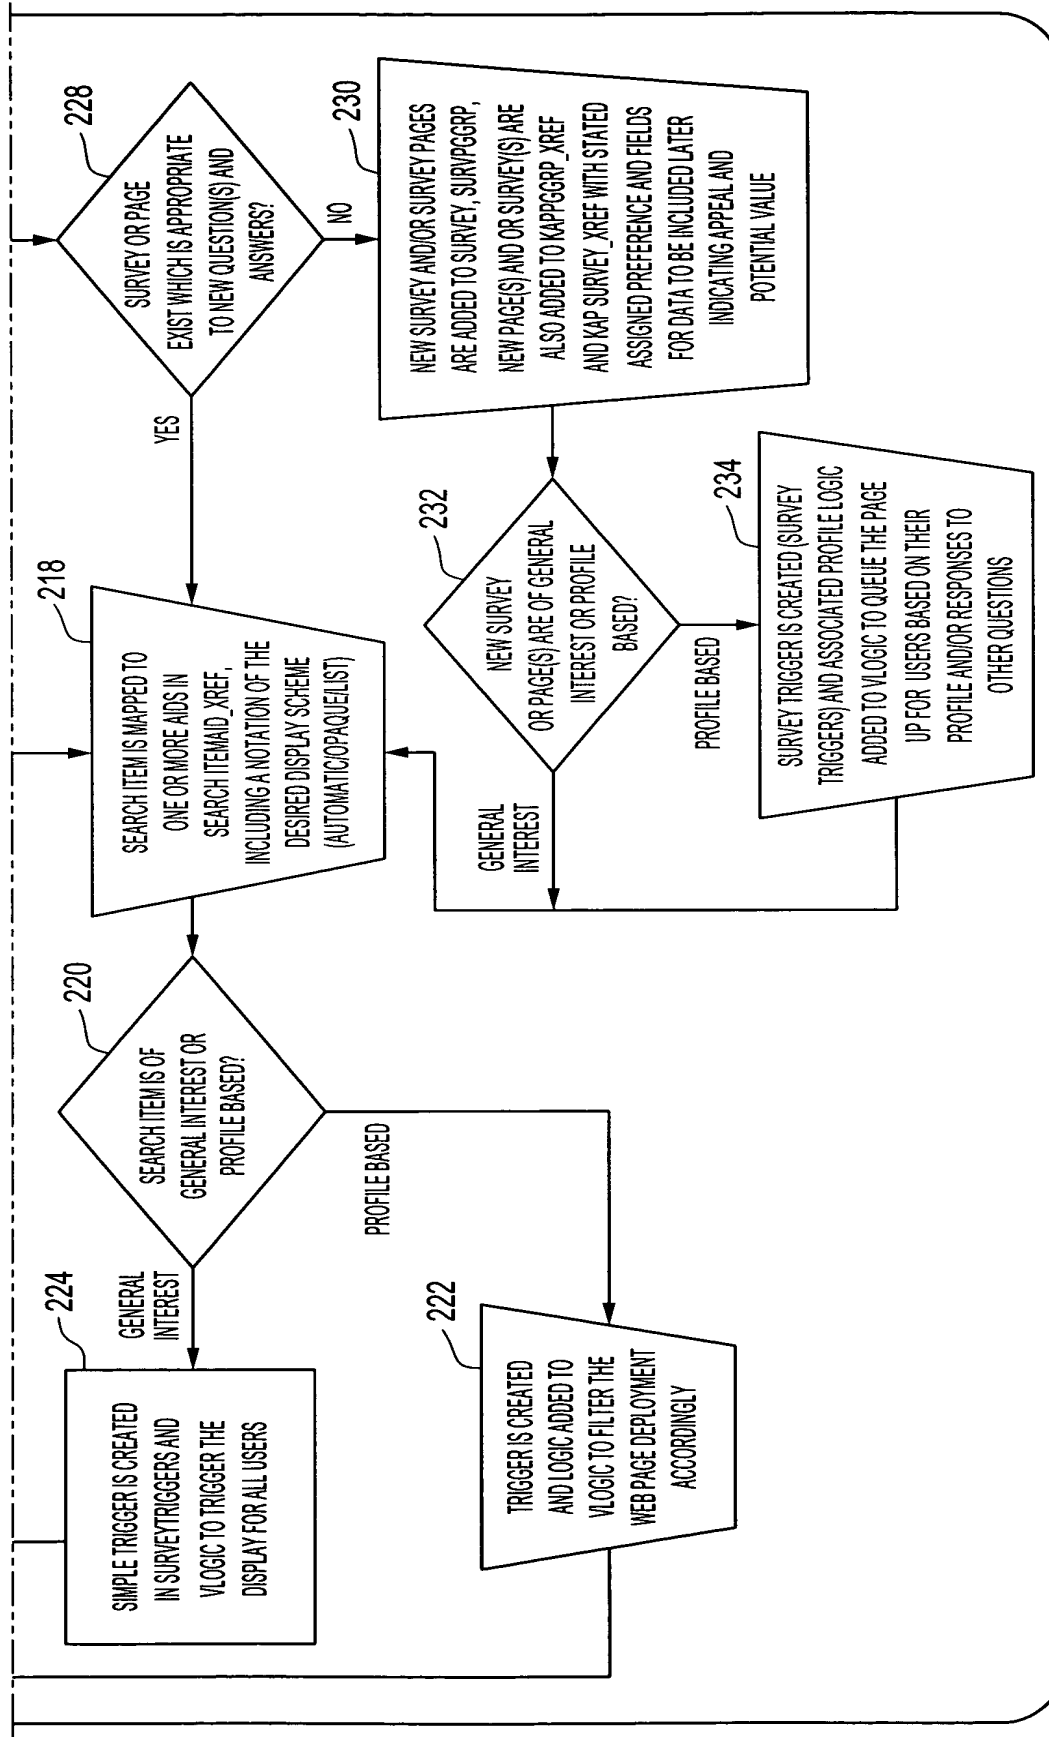 228
SURVEY OR PAGE
EXIST WHICH IS APPROPRIATE
TO NEW QUESTION(S) AND
ANSWERS?
YES
NO
230
NEW SURVEY AND/OR SURVEY PAGES
ARE ADDED TO SURVEY, SURVPGGRP,
NEW PAGE(S) AND OR SURVEY(S) ARE
ALSO ADDED TO KAPPGGRP_XREF
AND KAP SURVEY_XREF WITH STATED
ASSIGNED PREFERENCE AND FIELDS
FOR DATA TO BE INCLUDED LATER
INDICATING APPEAL AND
POTENTIAL VALUE
218
SEARCH ITEM IS MAPPED TO
ONE OR MORE AIDS IN
SEARCH ITEMAID_XREF,
INCLUDING A NOTATION OF THE
DESIRED DISPLAY SCHEME
(AUTOMATIC/OPAQUE/LIST)
232
NEW SURVEY
OR PAGE(S) ARE OF GENERAL
INTEREST OR PROFILE
BASED?
GENERAL
INTEREST
PROFILE BASED
234
SURVEY TRIGGER IS CREATED (SURVEY
TRIGGERS) AND ASSOCIATED PROFILE LOGIC
ADDED TO VLOGIC TO QUEUE THE PAGE
UP FOR USERS BASED ON THEIR
PROFILE AND/OR RESPONSES TO
OTHER QUESTIONS
220
SEARCH ITEM IS OF
GENERAL INTEREST OR
PROFILE BASED?
GENERAL
INTEREST
PROFILE BASED
224
SIMPLE TRIGGER IS CREATED
IN SURVEYTRIGGERS AND
VLOGIC TO TRIGGER THE
DISPLAY FOR ALL USERS
222
TRIGGER IS CREATED
AND LOGIC ADDED TO
VLOGIC TO FILTER THE
WEB PAGE DEPLOYMENT
ACCORDINGLY